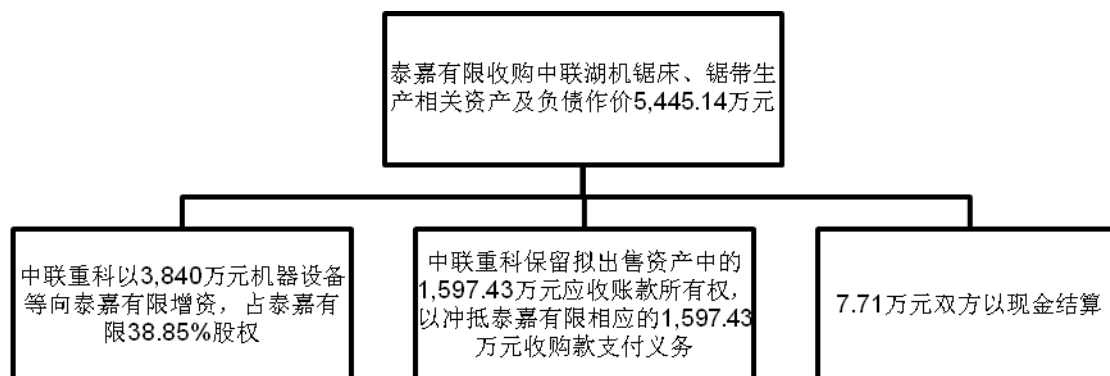 泰嘉有限收购中联湖机锯床、锯带生
产相关资产及负债作价5,445.14万元
中联重科以3,840万元机器设备
等向泰嘉有限增资，占泰嘉有
限38.85%股权
中联重科保留拟出售资产中的
1,597.43万元应收账款所有权，
以冲抵泰嘉有限相应的1,597.43
万元收购款支付义务
7.71万元双方以现金结算